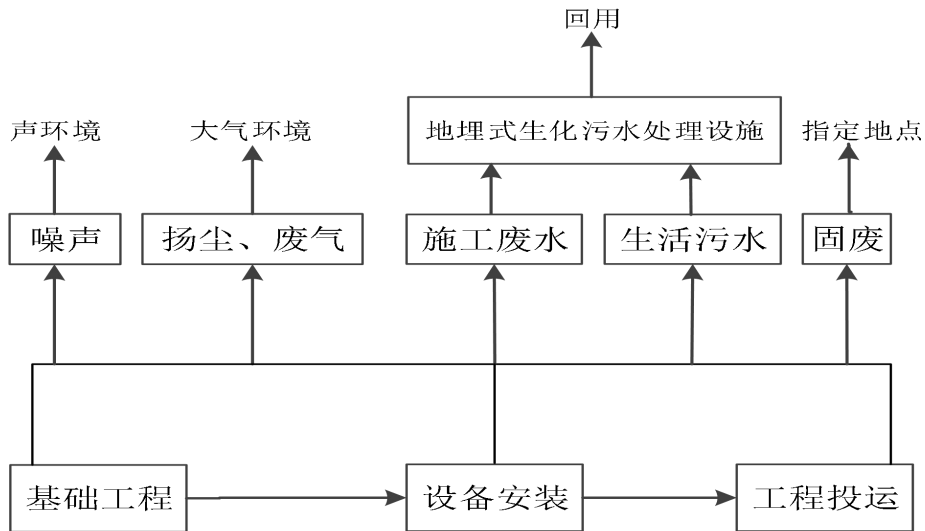 回用
声环境
大气环境
地埋式生化污水处理设施
指定地点
噪声
扬尘、废气
施工废水
生活污水
固废
基础工程
设备安装
工程投运